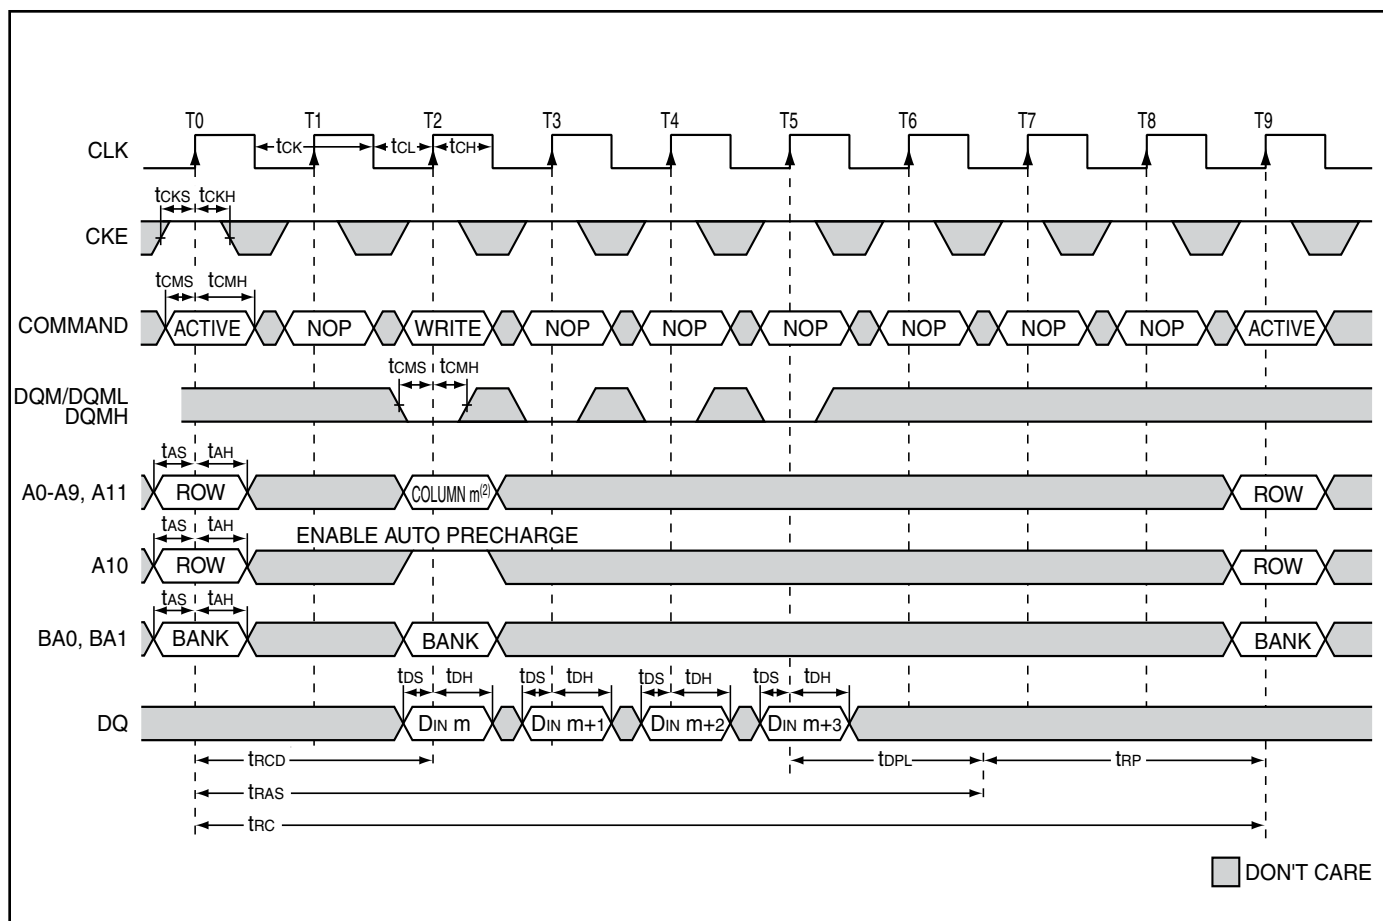 T0 T1 T2 T3 T4 T5 T6 T7 T8 T9
CLK tCK tCL tCH
tCKS tCKH
CKE
tCMS tCMH
COMMAND ACTIVE NOP WRITE NOP NOP NOP NOP NOP NOP ACTIVE
tCMS tCMH
DQM/DQML
DQMH
tAS tAH
A0-A9, A11 ROW COLUMN m(2) ROW
tAS tAH ENABLE AUTO PRECHARGE
A10 ROW ROW
tAS tAH
BA0, BA1 BANK BANK BANK
tDS tDH tDS tDH tDS tDH tDS tDH
DQ DIN m DIN m+1 DIN m+2 DIN m+3
tRCD tDPL tRP
tRAS
tRC
DON'T CARE